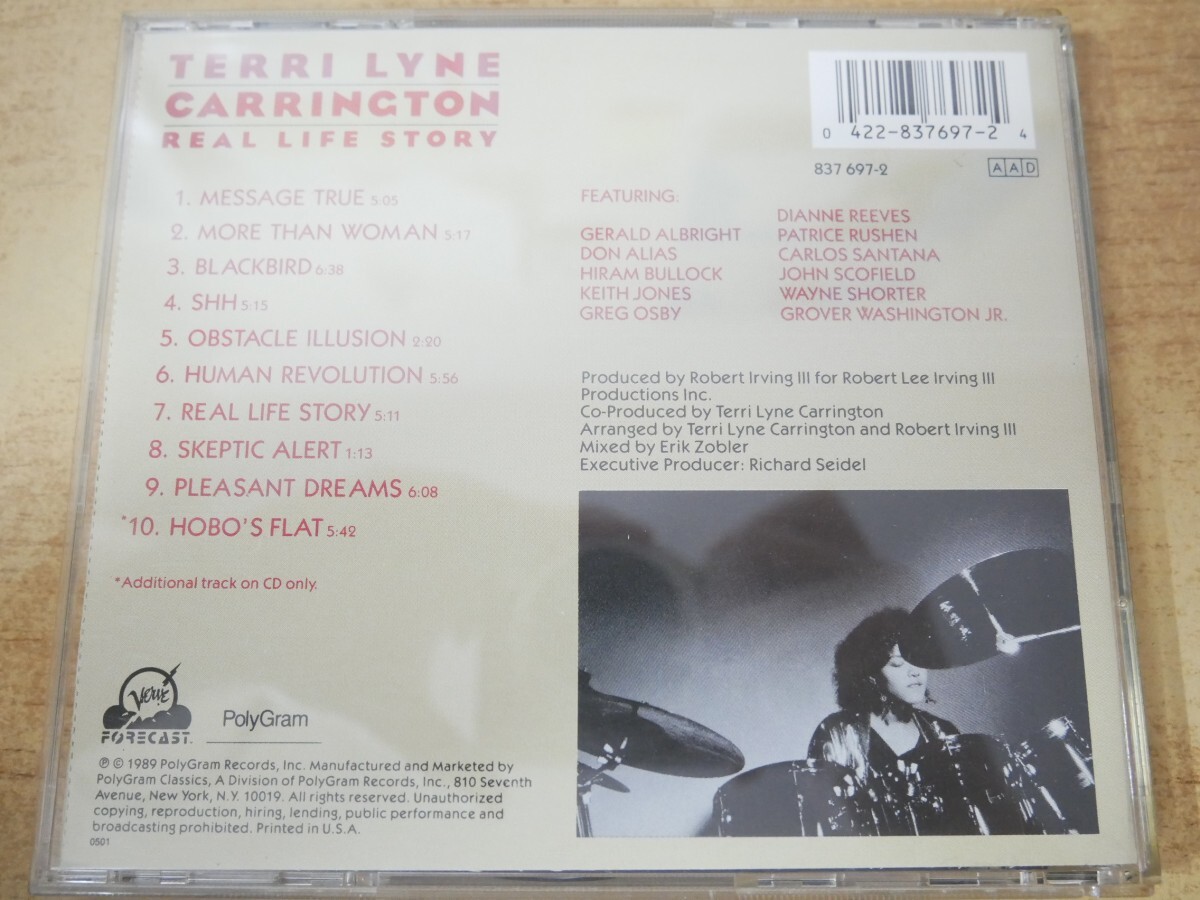 TERRI LYNE
CARRINGTON
REAL LIFE STORY
0 422-837697-2 4
837 697-2
AAD
1. MESSAGE TRUE 5:05
2. MORE THAN WOMAN 5:17
3. BLACKBIRD 6:38
4. SHH 5:15
5. OBSTACLE ILLUSION 2:20
6. HUMAN REVOLUTION 5:56
7. REAL LIFE STORY 5:11
8. SKEPTIC ALERT 1:13
9. PLEASANT DREAMS 6:08
*10. HOBO'S FLAT 5:42
*Additional track on CD only.
FEATURING:
GERALD ALBRIGHT
DON ALIAS
HIRAM BULLOCK
KEITH JONES
GREG OSBY
DIANNE REEVES
PATRICE RUSHEN
CARLOS SANTANA
JOHN SCOFIELD
WAYNE SHORTER
GROVER WASHINGTON JR.
Produced by Robert Irving III for Robert Lee Irving III
Productions Inc.
Co-Produced by Terri Lyne Carrington
Arranged by Terri Lyne Carrington and Robert Irving III
Mixed by Erik Zobler
Executive Producer: Richard Seidel
Verve
FORECAST
PolyGram
℗ © 1989 PolyGram Records, Inc. Manufactured and Marketed by
PolyGram Classics, A Division of PolyGram Records, Inc., 810 Seventh
Avenue, New York, N.Y. 10019. All rights reserved. Unauthorized
copying, reproduction, hiring, lending, public performance and
broadcasting prohibited. Printed in U.S.A.
0501